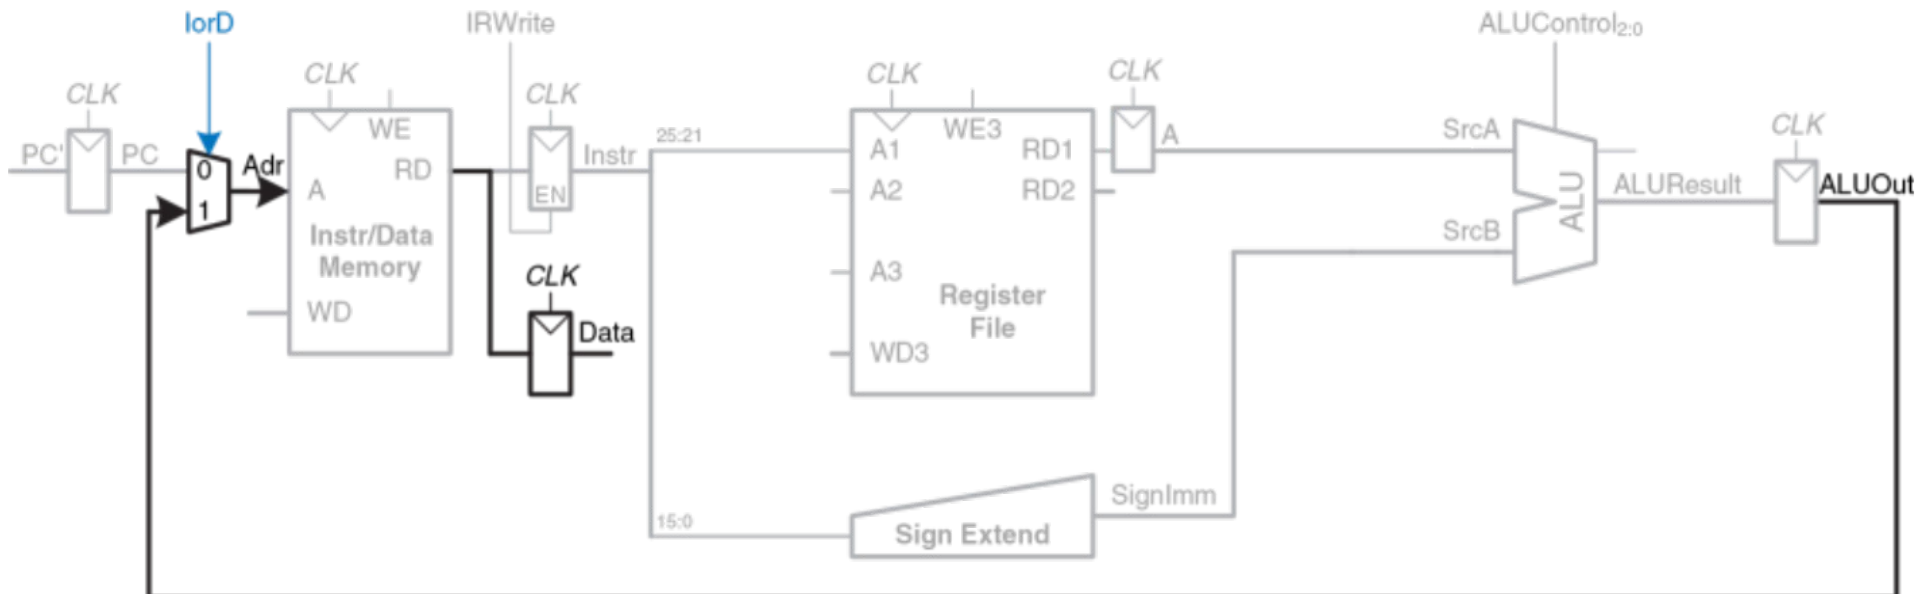 IorD
IRWrite
ALUControl2:0
CLK
CLK
CLK
CLK
CLK
CLK
PC'
PC
0
1
Adr
WE
A
RD
Instr/Data
Memory
WD
EN
Instr
CLK
Data
25:21
15:0
A1
A2
A3
WD3
WE3
RD1
RD2
Register
File
A
Sign Extend
SignImm
SrcA
SrcB
ALU
ALUResult
ALUOut